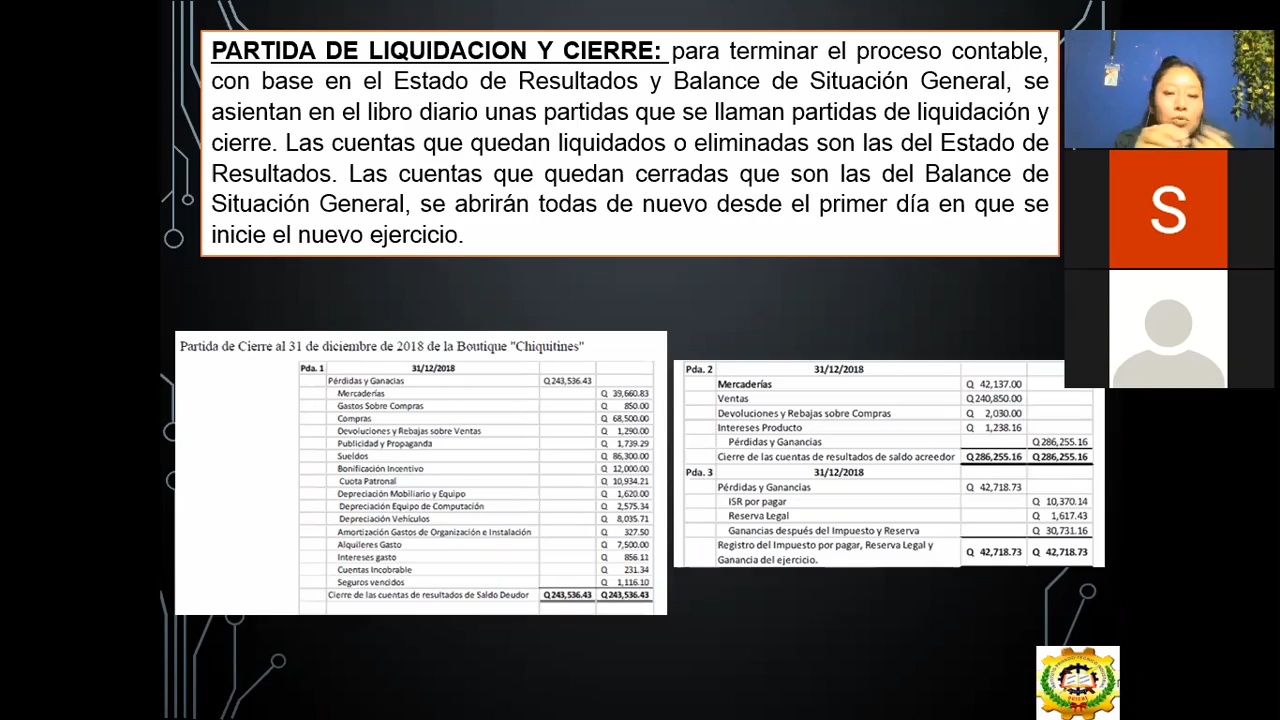 PARTIDA DE LIQUIDACION Y CIERRE: para terminar el proceso contable,
con base en el Estado de Resultados y Balance de Situación General, se
asientan en el libro diario unas partidas que se llaman partidas de liquidación y
cierre. Las cuentas que quedan liquidados o eliminadas son las del Estado de
Resultados. Las cuentas que quedan cerradas que son las del Balance de
Situación General, se abrirán todas de nuevo desde el primer día en que se
inicie el nuevo ejercicio.
S
Partida de Cierre al 31 de diciembre de 2018 de la Boutique "Chiquitines"
Pda. 1 31/12/2018
Pérdidas y Ganacias Q243,536.43
Mercaderías Q 39,660.83
Gastos Sobre Compras Q 850.00
Compras Q 68,500.00
Devoluciones y Rebajas sobre Ventas Q 1,290.00
Publicidad y Propaganda Q 1,739.29
Sueldos Q 86,300.00
Bonificación Incentivo Q 12,000.00
Cuota Patronal Q 10,934.21
Depreciación Mobiliario y Equipo Q 1,620.00
Depreciación Equipo de Computación Q 2,575.34
Depreciación Vehículos Q 8,035.71
Amortización Gastos de Organización e Instalación Q 327.50
Alquileres Gasto Q 7,500.00
Intereses gasto Q 856.11
Cuentas Incobrable Q 231.34
Seguros vencidos Q 1,116.10
Cierre de las cuentas de resultados de Saldo Deudor Q243,536.43 Q243,536.43
Pda. 2 31/12/2018
Mercaderías Q 42,137.00
Ventas Q240,850.00
Devoluciones y Rebajas sobre Compras Q 2,030.00
Intereses Producto Q 1,238.16
Pérdidas y Ganancias Q286,255.16
Cierre de las cuentas de resultados de saldo acreedor Q286,255.16 Q286,255.16
Pda. 3 31/12/2018
Pérdidas y Ganancias Q 42,718.73
ISR por pagar Q 10,370.14
Reserva Legal Q 1,617.43
Ganancias después del Impuesto y Reserva Q 30,731.16
Registro del Impuesto por pagar, Reserva Legal y
Ganancia del ejercicio. Q 42,718.73 Q 42,718.73